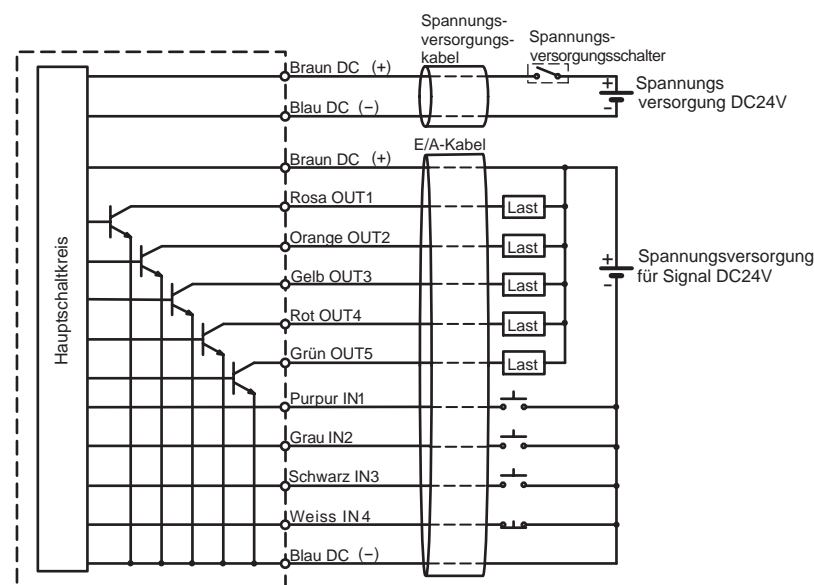 Spannungs-
versorgungs-
kabel
Spannungs-
versorgungsschalter
Braun DC (+)
+
Spannungs
versorgung DC24V
Blau DC (−)
−
E/A-Kabel
Braun DC (+)
Rosa OUT1
Last
Orange OUT2
Last
Spannungsversorgung
für Signal DC24V
+
−
Gelb OUT3
Last
Rot OUT4
Last
Grün OUT5
Last
Hauptschaltkreis
Purpur IN1
Grau IN2
Schwarz IN3
Weiss IN4
Blau DC (−)